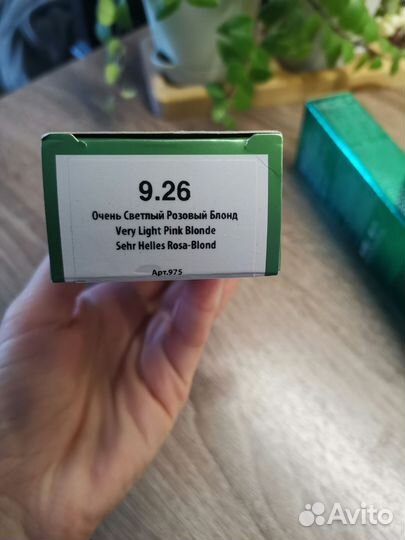 9.26
Очень Светлый Розовый Блонд
Very Light Pink Blonde
Sehr Helles Rosa-Blond
Арт.975
Avito